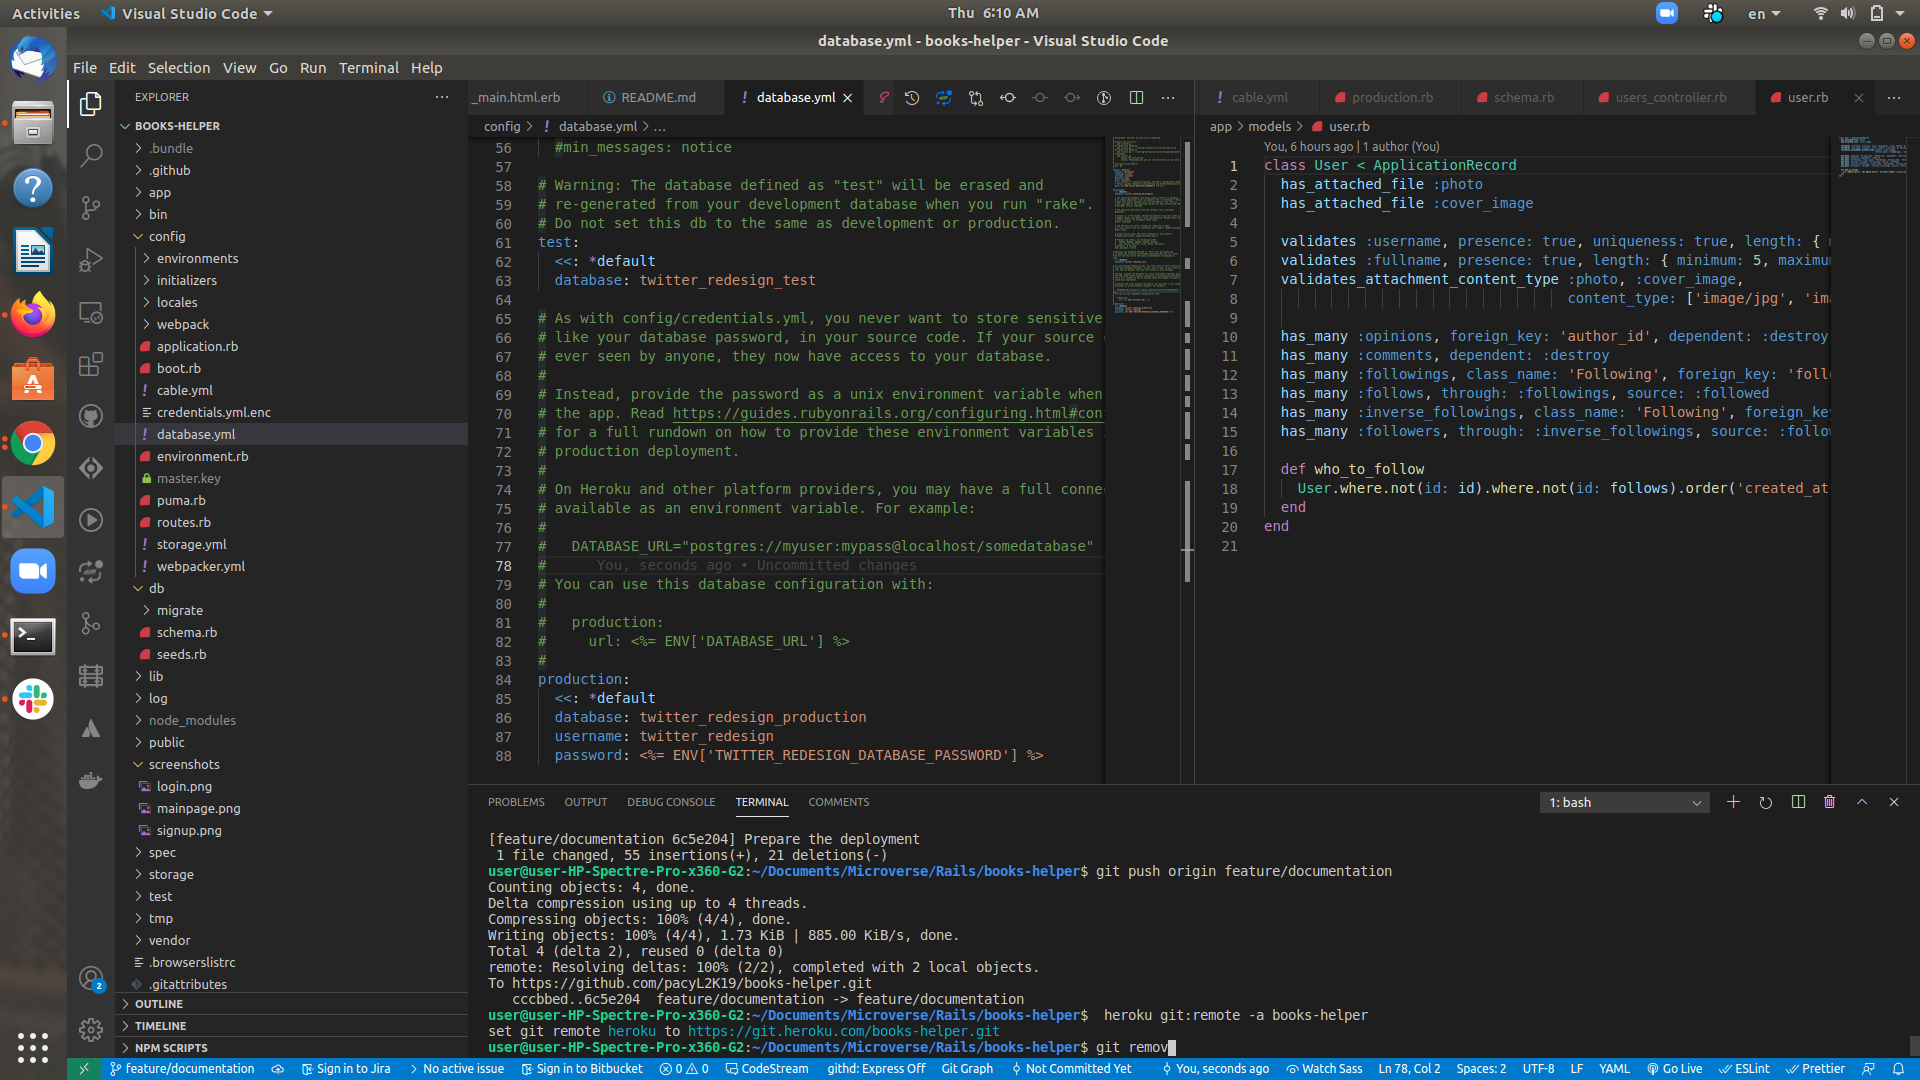 Activities
Visual Studio Code
Thu 6:10 AM
en
database.yml - books-helper - Visual Studio Code
File Edit Selection View Go Run Terminal Help
EXPLORER
BOOKS-HELPER
.bundle
.github
app
bin
config
environments
initializers
locales
webpack
application.rb
boot.rb
cable.yml
credentials.yml.enc
database.yml
environment.rb
master.key
puma.rb
routes.rb
storage.yml
webpacker.yml
db
migrate
schema.rb
seeds.rb
lib
log
node_modules
public
screenshots
login.png
mainpage.png
signup.png
spec
storage
test
tmp
vendor
.browserslistrc
.gitattributes
OUTLINE
TIMELINE
NPM SCRIPTS
2
_main.html.erb
README.md
! database.yml
config > ! database.yml > ...
56 #min_messages: notice
57
58 # Warning: The database defined as "test" will be erased and
59 # re-generated from your development database when you run "rake".
60 # Do not set this db to the same as development or production.
61 test:
62 <<: *default
63 database: twitter_redesign_test
64
65 # As with config/credentials.yml, you never want to store sensitive
66 # like your database password, in your source code. If your source
67 # ever seen by anyone, they now have access to your database.
68 #
69 # Instead, provide the password as a unix environment variable when
70 # the app. Read https://guides.rubyonrails.org/configuring.html#con
71 # for a full rundown on how to provide these environment variables
72 # production deployment.
73 #
74 # On Heroku and other platform providers, you may have a full conne
75 # available as an environment variable. For example:
76 #
77 # DATABASE_URL="postgres://myuser:mypass@localhost/somedatabase"
78 # You, seconds ago • Uncommitted changes
79 # You can use this database configuration with:
80 #
81 # production:
82 # url: <%= ENV['DATABASE_URL'] %>
83 #
84 production:
85 <<: *default
86 database: twitter_redesign_production
87 username: twitter_redesign
88 password: <%= ENV['TWITTER_REDESIGN_DATABASE_PASSWORD'] %>
! cable.yml
production.rb
schema.rb
users_controller.rb
user.rb
app > models > user.rb
You, 6 hours ago | 1 author (You)
1 class User < ApplicationRecord
2 has_attached_file :photo
3 has_attached_file :cover_image
4
5 validates :username, presence: true, uniqueness: true, length: {
6 validates :fullname, presence: true, length: { minimum: 5, maximum
7 validates_attachment_content_type :photo, :cover_image,
8 content_type: ['image/jpg', 'ima
9
10 has_many :opinions, foreign_key: 'author_id', dependent: :destroy
11 has_many :comments, dependent: :destroy
12 has_many :followings, class_name: 'Following', foreign_key: 'foll
13 has_many :follows, through: :followings, source: :followed
14 has_many :inverse_followings, class_name: 'Following', foreign_key
15 has_many :followers, through: :inverse_followings, source: :follow
16
17 def who_to_follow
18 User.where.not(id: id).where.not(id: follows).order('created_at
19 end
20 end
21
PROBLEMS OUTPUT DEBUG CONSOLE TERMINAL COMMENTS
1: bash
[feature/documentation 6c5e204] Prepare the deployment
1 file changed, 55 insertions(+), 21 deletions(-)
user@user-HP-Spectre-Pro-x360-G2:~/Documents/Microverse/Rails/books-helper$ git push origin feature/documentation
Counting objects: 4, done.
Delta compression using up to 4 threads.
Compressing objects: 100% (4/4), done.
Writing objects: 100% (4/4), 1.73 KiB | 885.00 KiB/s, done.
Total 4 (delta 2), reused 0 (delta 0)
remote: Resolving deltas: 100% (2/2), completed with 2 local objects.
To https://github.com/pacyL2K19/books-helper.git
cccbbed..6c5e204 feature/documentation -> feature/documentation
user@user-HP-Spectre-Pro-x360-G2:~/Documents/Microverse/Rails/books-helper$ heroku git:remote -a books-helper
set git remote heroku to https://git.heroku.com/books-helper.git
user@user-HP-Spectre-Pro-x360-G2:~/Documents/Microverse/Rails/books-helper$ git remov
feature/documentation Sign in to Jira No active issue Sign in to Bitbucket 0 0 CodeStream githd: Express Off Git Graph Not Committed Yet You, seconds ago Watch Sass Ln 78, Col 2 Spaces: 2 UTF-8 LF YAML Go Live ESLint Prettier